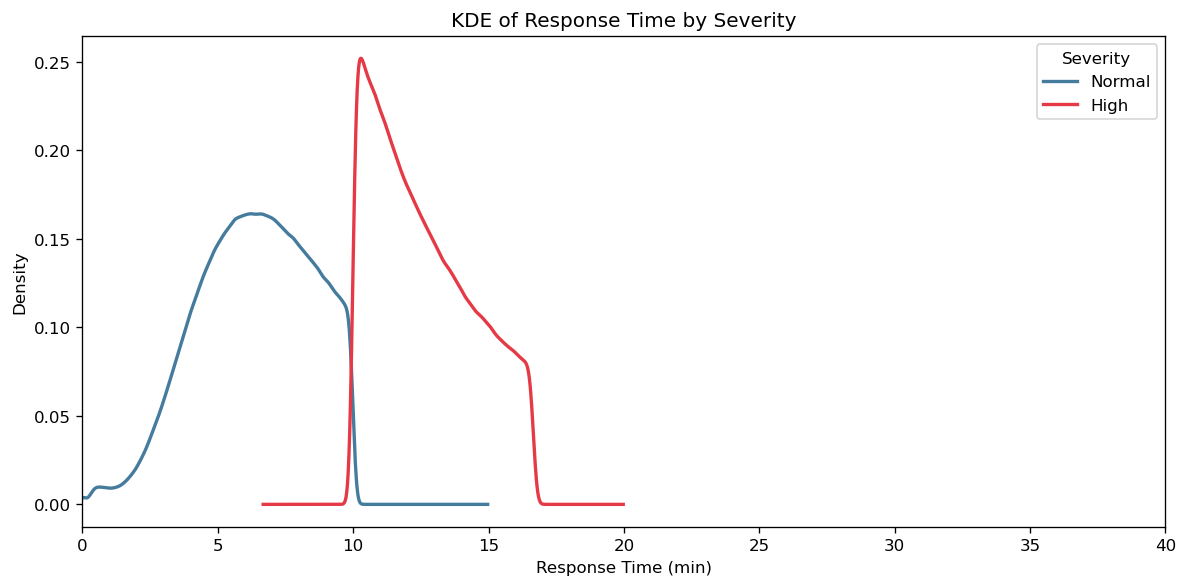 KDE of Response Time by Severity
Severity
Normal
High
0.25
0.20
0.15
0.10
0.05
0.00
Density
0 5 10 15 20 25 30 35 40
Response Time (min)